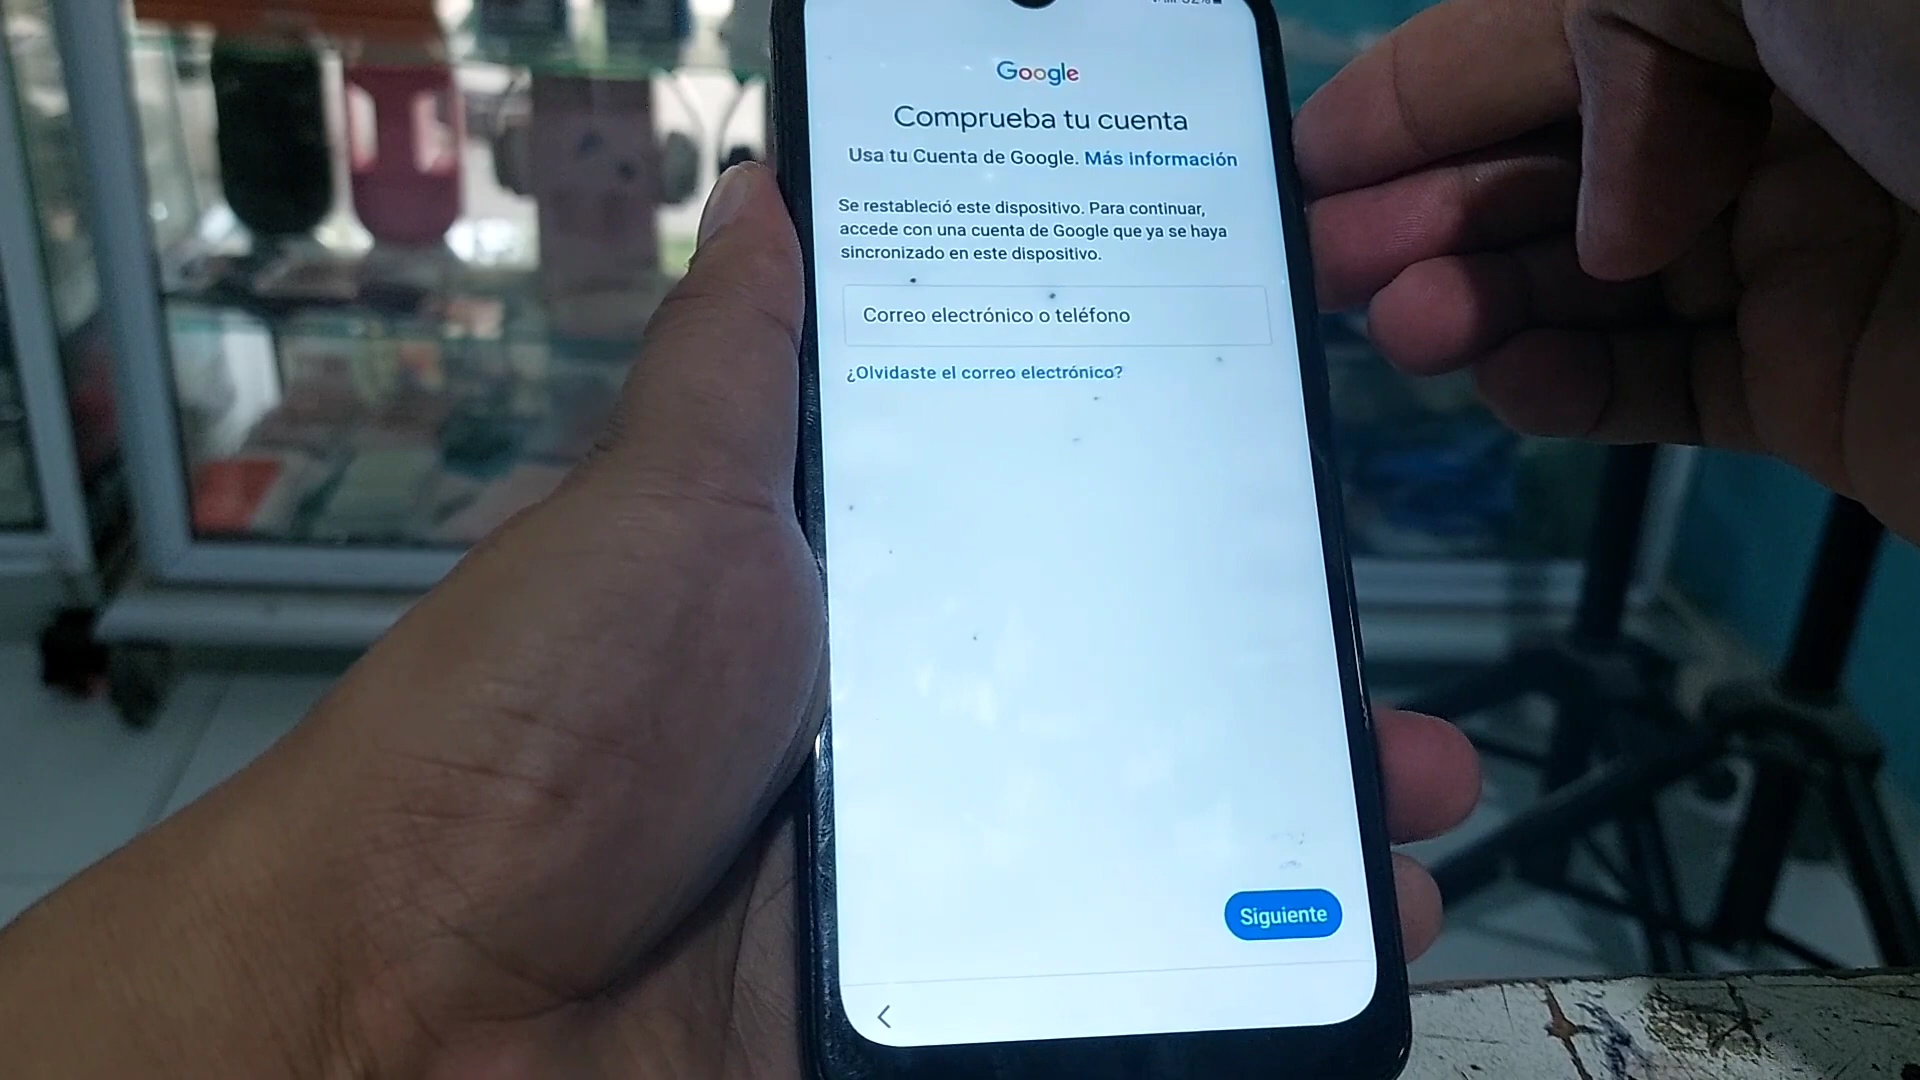 Google
Comprueba tu cuenta
Usa tu Cuenta de Google. Más información
Se restableció este dispositivo. Para continuar,
accede con una cuenta de Google que ya se haya
sincronizado en este dispositivo.
Correo electrónico o teléfono
¿Olvidaste el correo electrónico?
Siguiente